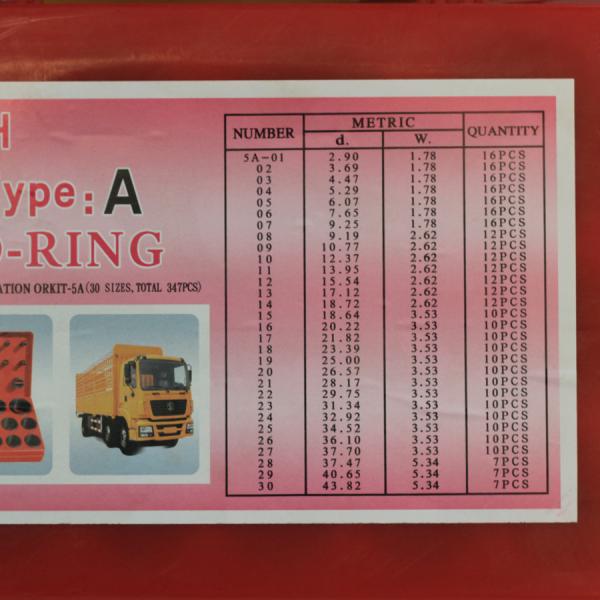 H
Type: A
O-RING
ATION ORKIT-5A(30 SIZES, TOTAL 347PCS)
NUMBER METRIC QUANTITY
d. W.
5A-01 2.90 1.78 16PCS
02 3.69 1.78 16PCS
03 4.47 1.78 16PCS
04 5.29 1.78 16PCS
05 6.07 1.78 16PCS
06 7.65 1.78 16PCS
07 9.25 1.78 16PCS
08 9.19 2.62 12PCS
09 10.77 2.62 12PCS
10 12.37 2.62 12PCS
11 13.95 2.62 12PCS
12 15.54 2.62 12PCS
13 17.12 2.62 12PCS
14 18.72 2.62 12PCS
15 18.64 3.53 10PCS
16 20.22 3.53 10PCS
17 21.82 3.53 10PCS
18 23.39 3.53 10PCS
19 25.00 3.53 10PCS
20 26.57 3.53 10PCS
21 28.17 3.53 10PCS
22 29.75 3.53 10PCS
23 31.34 3.53 10PCS
24 32.92 3.53 10PCS
25 34.52 3.53 10PCS
26 36.10 3.53 10PCS
27 37.70 3.53 10PCS
28 37.47 5.34 7PCS
29 40.65 5.34 7PCS
30 43.82 5.34 7PCS